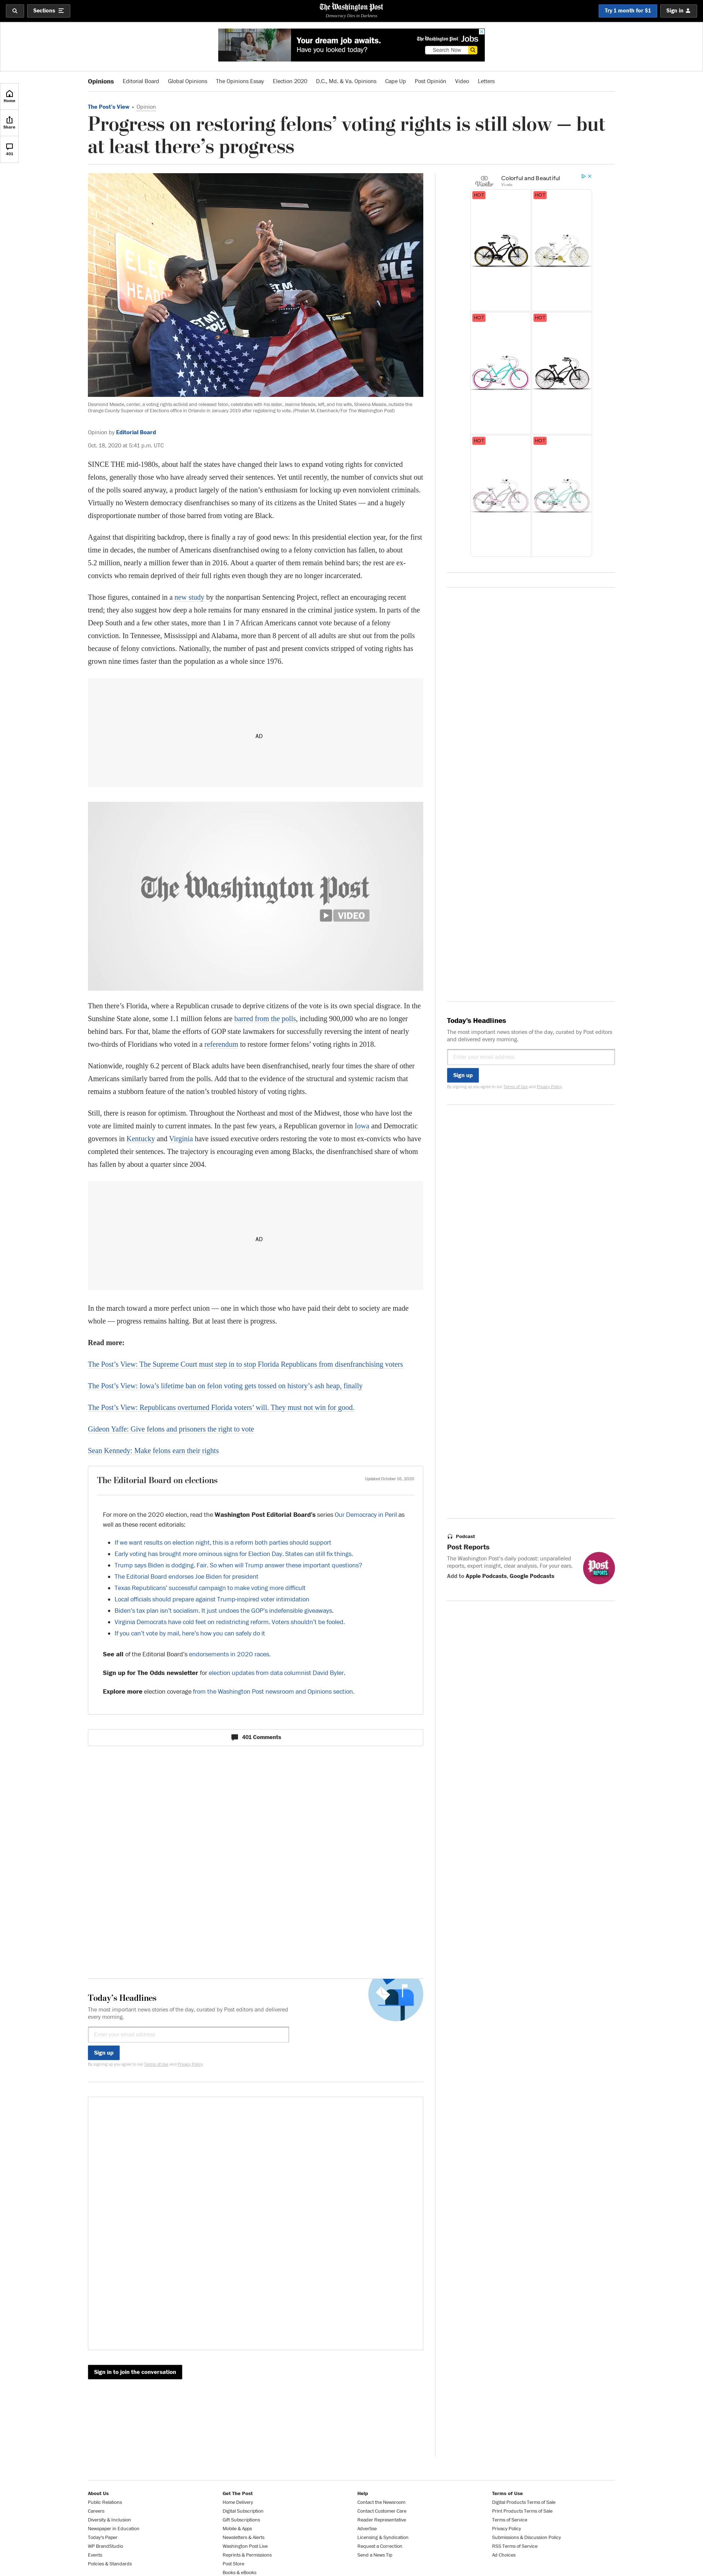 Sections
The Washington Post
Democracy Dies in Darkness
Try 1 month for $1
Sign in
Your dream job awaits.
Have you looked today?
The Washington Post Jobs
Search Now
Home
Share
401
Opinions
Editorial Board
Global Opinions
The Opinions Essay
Election 2020
D.C., Md. & Va. Opinions
Cape Up
Post Opinión
Video
Letters
The Post's View • Opinion
Progress on restoring felons' voting rights is still slow — but
at least there's progress
Desmond Meade, center, a voting rights activist and released felon, celebrates with his sister, Jeanine Meade, left, and his wife, Sheena Meade, outside the
Orange County Supervisor of Elections office in Orlando in January 2019 after registering to vote. (Phelan M. Ebenhack/For The Washington Post)
Opinion by Editorial Board
Oct. 16, 2020 at 5:41 p.m. UTC
SINCE THE mid-1980s, about half the states have changed their laws to expand voting rights for convicted
felons, generally those who have already served their sentences. Yet until recently, the number of convicts shut out
of the polls soared anyway, a product largely of the nation's enthusiasm for locking up even nonviolent criminals.
Virtually no Western democracy disenfranchises so many of its citizens as the United States — and a hugely
disproportionate number of those barred from voting are Black.
Against that dispiriting backdrop, there is finally a ray of good news: In this presidential election year, for the first
time in decades, the number of Americans disenfranchised owing to a felony conviction has fallen, to about
5.2 million, nearly a million fewer than in 2016. About a quarter of them remain behind bars; the rest are ex-
convicts who remain deprived of their full rights even though they are no longer incarcerated.
Those figures, contained in a new study by the nonpartisan Sentencing Project, reflect an encouraging recent
trend; they also suggest how deep a hole remains for many ensnared in the criminal justice system. In parts of the
Deep South and a few other states, more than 1 in 7 African Americans cannot vote because of a felony
conviction. In Tennessee, Mississippi and Alabama, more than 8 percent of all adults are shut out from the polls
because of felony convictions. Nationally, the number of past and present convicts stripped of voting rights has
grown nine times faster than the population as a whole since 1976.
AD
The Washington Post
VIDEO
Then there's Florida, where a Republican crusade to deprive citizens of the vote is its own special disgrace. In the
Sunshine State alone, some 1.1 million felons are barred from the polls, including 900,000 who are no longer
behind bars. For that, blame the efforts of GOP state lawmakers for successfully reversing the intent of nearly
two-thirds of Floridians who voted in a referendum to restore former felons' voting rights in 2018.
Nationwide, roughly 6.2 percent of Black adults have been disenfranchised, nearly four times the share of other
Americans similarly barred from the polls. Add that to the evidence of the structural and systemic racism that
remains a stubborn feature of the nation's troubled history of voting rights.
Still, there is reason for optimism. Throughout the Northeast and most of the Midwest, those who have lost the
vote are limited mainly to current inmates. In the past few years, a Republican governor in Iowa and Democratic
governors in Kentucky and Virginia have issued executive orders restoring the vote to most ex-convicts who have
completed their sentences. The trajectory is encouraging even among Blacks, the disenfranchised share of whom
has fallen by about a quarter since 2004.
AD
In the march toward a more perfect union — one in which those who have paid their debt to society are made
whole — progress remains halting. But at least there is progress.
Read more:
The Post's View: The Supreme Court must step in to stop Florida Republicans from disenfranchising voters
The Post's View: Iowa's lifetime ban on felon voting gets tossed on history's ash heap, finally
The Post's View: Republicans overturned Florida voters' will. They must not win for good.
Gideon Yaffe: Give felons and prisoners the right to vote
Sean Kennedy: Make felons earn their rights
The Editorial Board on elections
Updated October 16, 2020
For more on the 2020 election, read the Washington Post Editorial Board's series Our Democracy in Peril as
well as these recent editorials:
If we want results on election night, this is a reform both parties should support
Early voting has brought more ominous signs for Election Day. States can still fix things.
Trump says Biden is dodging. Fair. So when will Trump answer these important questions?
The Editorial Board endorses Joe Biden for president
Texas Republicans' successful campaign to make voting more difficult
Local officials should prepare against Trump-inspired voter intimidation
Biden's tax plan isn't socialism. It just undoes the GOP's indefensible giveaways.
Virginia Democrats have cold feet on redistricting reform. Voters shouldn't be fooled.
If you can't vote by mail, here's how you can safely do it
See all of the Editorial Board's endorsements in 2020 races.
Sign up for The Odds newsletter for election updates from data columnist David Byler.
Explore more election coverage from the Washington Post newsroom and Opinions section.
401 Comments
Today's Headlines
The most important news stories of the day, curated by Post editors and delivered
every morning.
Enter your email address
Sign up
By signing up you agree to our Terms of Use and Privacy Policy
Sign in to join the conversation
Colorful and Beautiful
Vivelo
HOT
HOT
HOT
HOT
HOT
HOT
Today's Headlines
The most important news stories of the day, curated by Post editors
and delivered every morning.
Enter your email address
Sign up
By signing up you agree to our Terms of Use and Privacy Policy
Podcast
Post Reports
The Washington Post's daily podcast: unparalleled
reports, expert insight, clear analysis. For your ears.
Add to Apple Podcasts, Google Podcasts
Post
REPORTS
About Us
Public Relations
Careers
Diversity & Inclusion
Newspaper in Education
Today's Paper
WP BrandStudio
Events
Policies & Standards
Get The Post
Home Delivery
Digital Subscription
Gift Subscriptions
Mobile & Apps
Newsletters & Alerts
Washington Post Live
Reprints & Permissions
Post Store
Books & eBooks
Help
Contact the Newsroom
Contact Customer Care
Reader Representative
Advertise
Licensing & Syndication
Request a Correction
Send a News Tip
Terms of Use
Digital Products Terms of Sale
Print Products Terms of Sale
Terms of Service
Privacy Policy
Submissions & Discussion Policy
RSS Terms of Service
Ad Choices